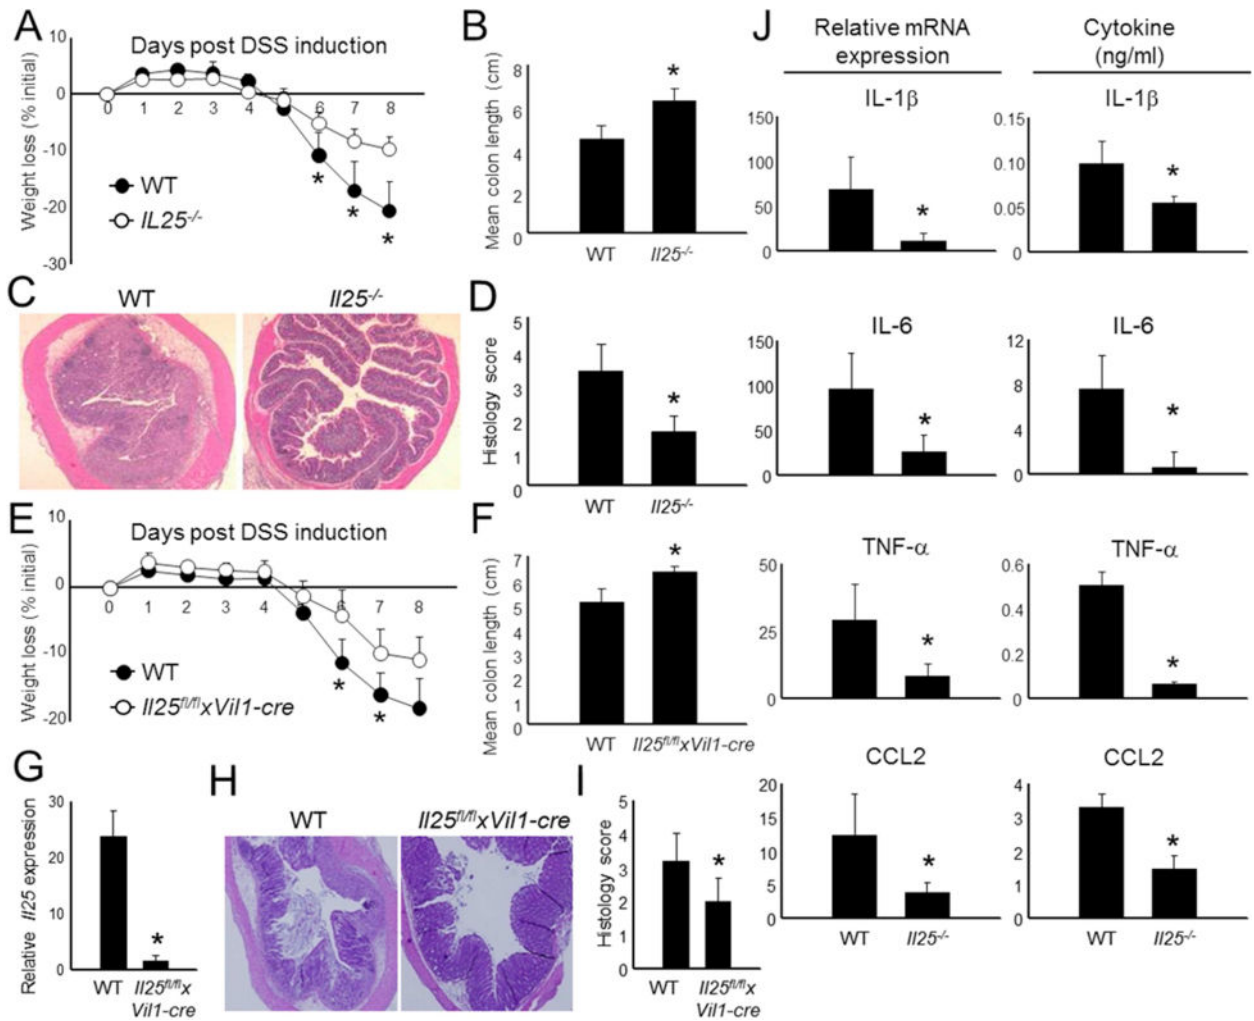 A
10
0
-10
-20
-30
Weight loss (% initial)
Days post DSS induction
0 1 2 3 4 6 7 8
WT
IL25-/-
*
*
*
B
8
6
4
2
0
Mean colon length (cm)
*
WT Il25-/-
C
WT Il25-/-
D
5
4
3
2
1
0
Histology score
*
WT Il25-/-
E
10
0
-10
-20
Weight loss (% initial)
Days post DSS induction
0 1 2 3 4 6 7 8
WT
Il25fl/flxVil1-cre
*
*
F
7
6
5
4
3
2
1
0
Mean colon length (cm)
*
WT Il25fl/flxVil1-cre
G
30
20
10
0
Relative Il25 expression
*
WT Il25fl/flx
Vil1-cre
H
WT Il25fl/flxVil1-cre
I
5
4
3
2
1
0
Histology score
*
WT Il25fl/flx
Vil1-cre
J
Relative mRNA
expression
Cytokine
(ng/ml)
IL-1β
150
100
50
0
*
IL-1β
0.15
0.10
0.05
0
*
IL-6
150
100
50
0
*
IL-6
12
8
4
0
*
TNF-α
50
25
0
*
TNF-α
0.6
0.4
0.2
0
*
CCL2
20
15
10
5
0
*
WT Il25-/-
CCL2
4
3
2
1
0
*
WT Il25-/-